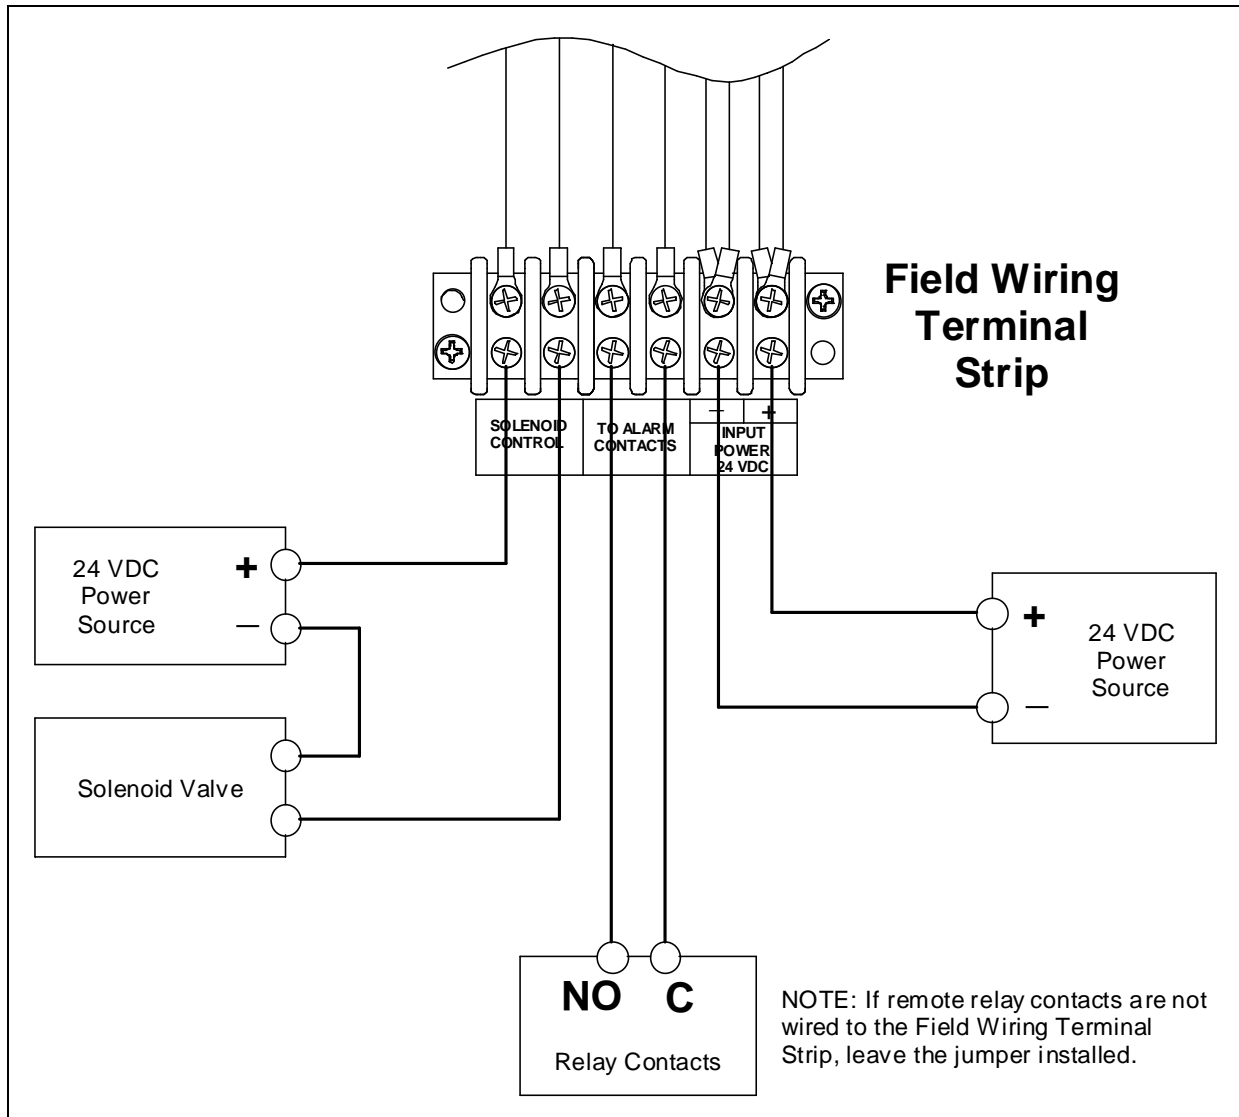 Field Wiring
Terminal
Strip
— +
SOLENOID
CONTROL
TO ALARM
CONTACTS
INPUT
POWER
24 VDC
24 VDC
Power
Source
+
—
Solenoid Valve
+
—
24 VDC
Power
Source
NO C
Relay Contacts
NOTE: If remote relay contacts are not
wired to the Field Wiring Terminal
Strip, leave the jumper installed.